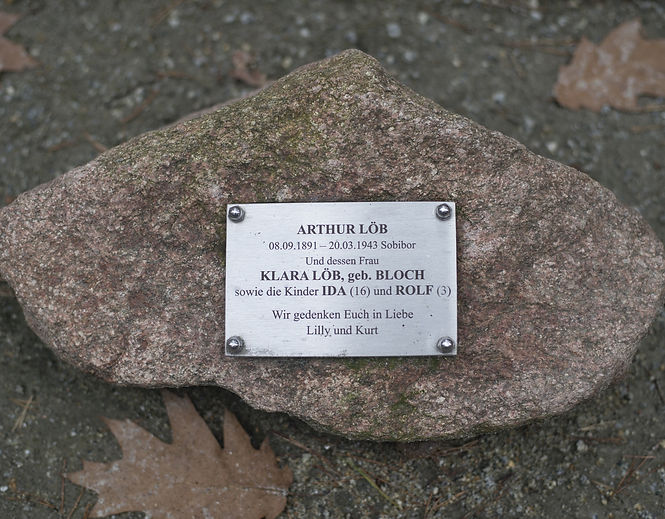 ARTHUR LÖB
08.09.1891 – 20.03.1943 Sobibor
Und dessen Frau
KLARA LÖB, geb. BLOCH
sowie die Kinder IDA (16) und ROLF (3)
Wir gedenken Euch in Liebe
Lilly und Kurt